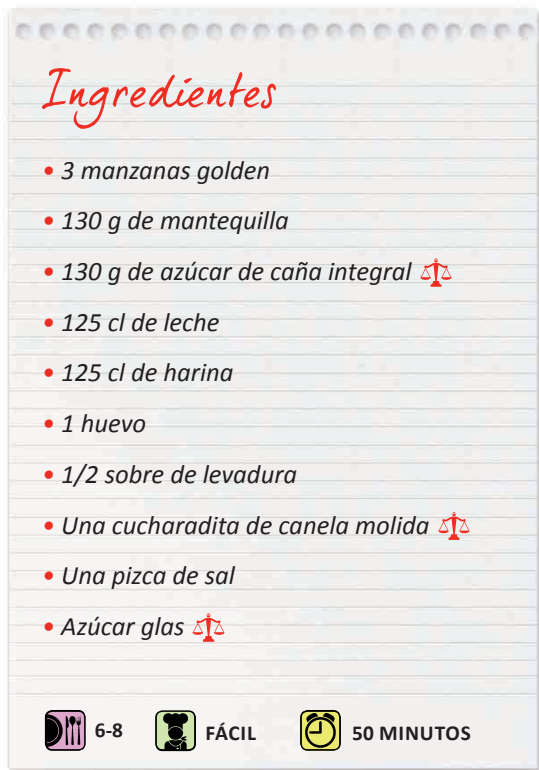 Ingredientes
• 3 manzanas golden
• 130 g de mantequilla
• 130 g de azúcar de caña integral
• 125 cl de leche
• 125 cl de harina
• 1 huevo
• 1/2 sobre de levadura
• Una cucharadita de canela molida
• Una pizca de sal
• Azúcar glas
6-8 FÁCIL 50 MINUTOS